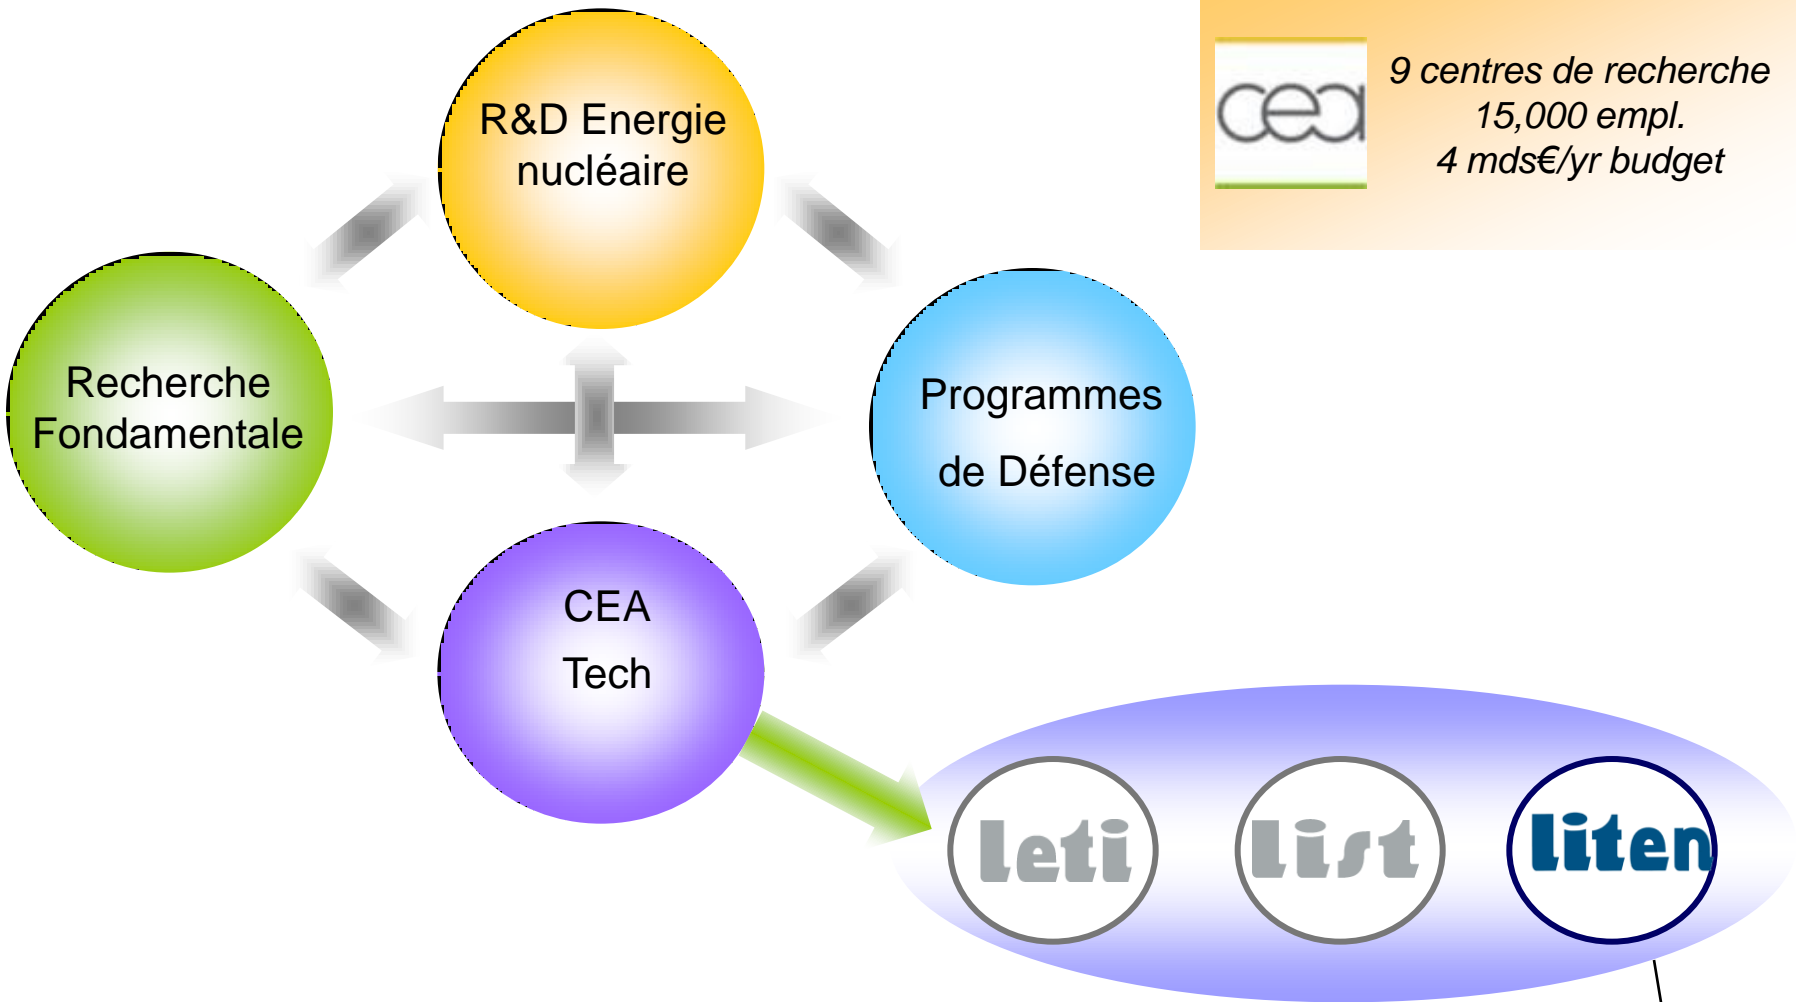 R&D Energie
nucléaire
cea
9 centres de recherche
15,000 empl.
4 mds€/yr budget
Recherche
Fondamentale
Programmes
de Défense
CEA
Tech
leti
list
liten